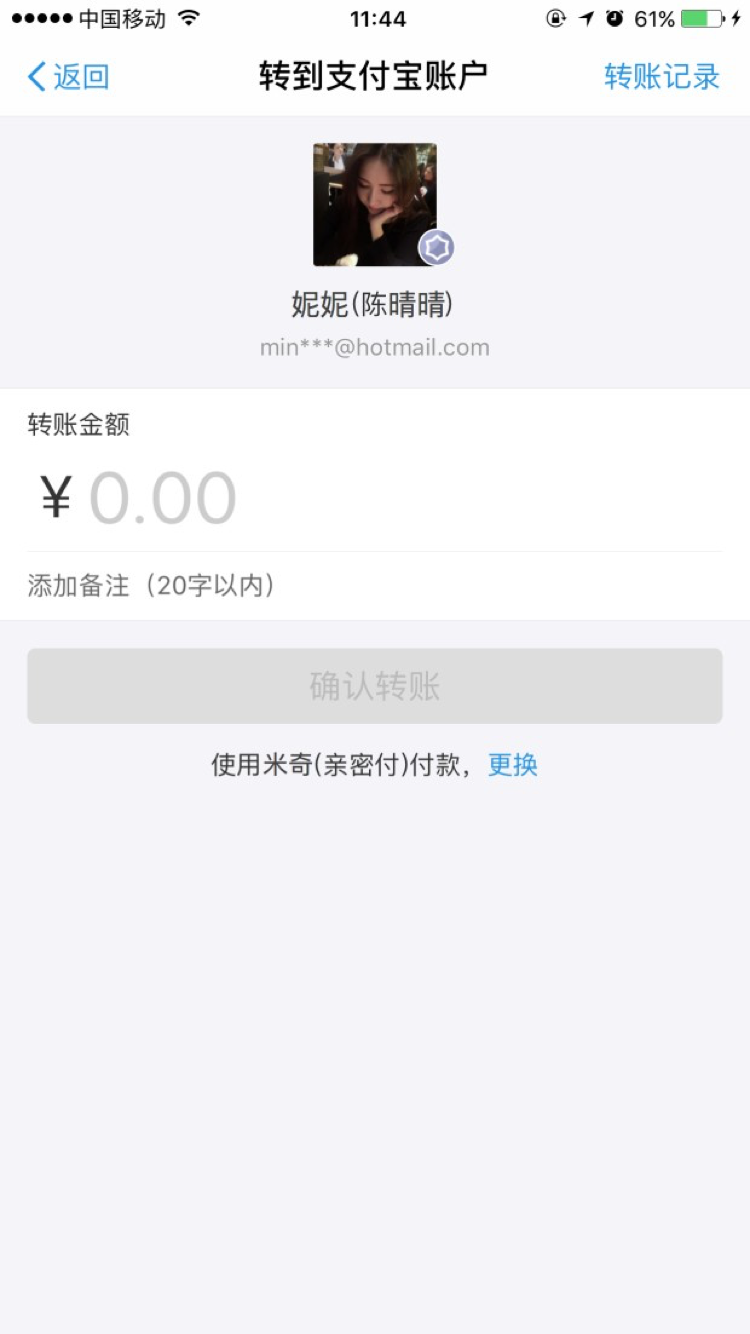 中国移动 11:44 61%
返回 转到支付宝账户 转账记录
妮妮(陈晴晴)
min***@hotmail.com
转账金额
¥ 0.00
添加备注（20字以内）
确认转账
使用米奇(亲密付)付款，更换